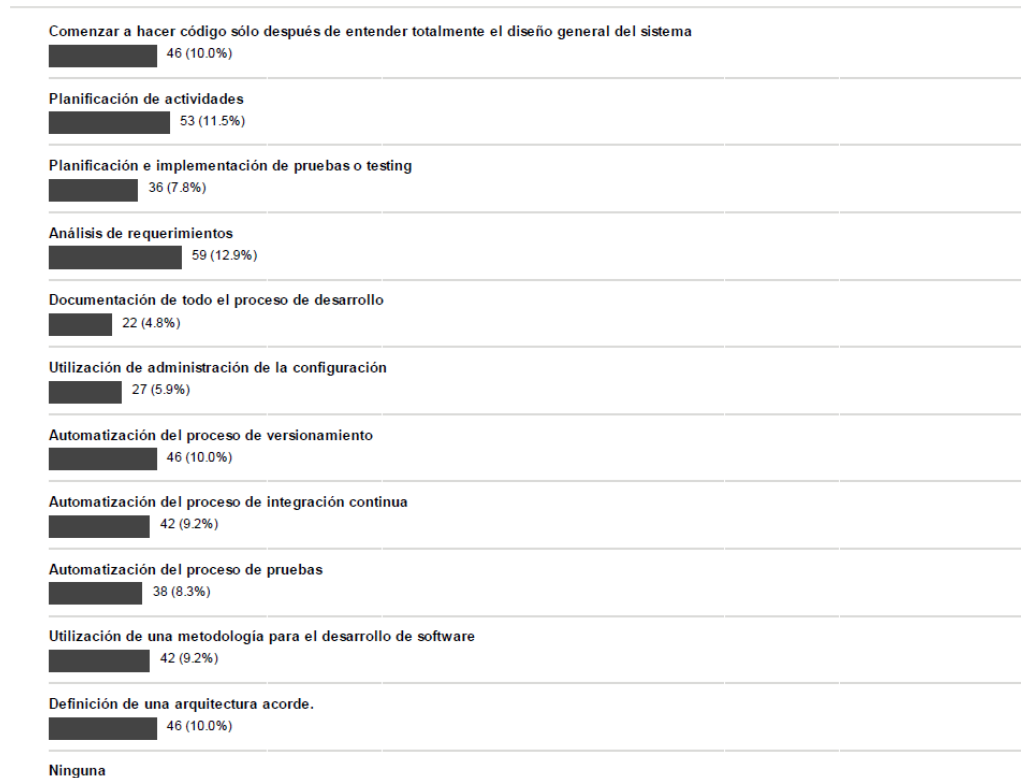 Comenzar a hacer código sólo después de entender totalmente el diseño general del sistema
46 (10.0%)
Planificación de actividades
53 (11.5%)
Planificación e implementación de pruebas o testing
36 (7.8%)
Análisis de requerimientos
59 (12.9%)
Documentación de todo el proceso de desarrollo
22 (4.8%)
Utilización de administración de la configuración
27 (5.9%)
Automatización del proceso de versionamiento
46 (10.0%)
Automatización del proceso de integración continua
42 (9.2%)
Automatización del proceso de pruebas
38 (8.3%)
Utilización de una metodología para el desarrollo de software
42 (9.2%)
Definición de una arquitectura acorde.
46 (10.0%)
Ninguna